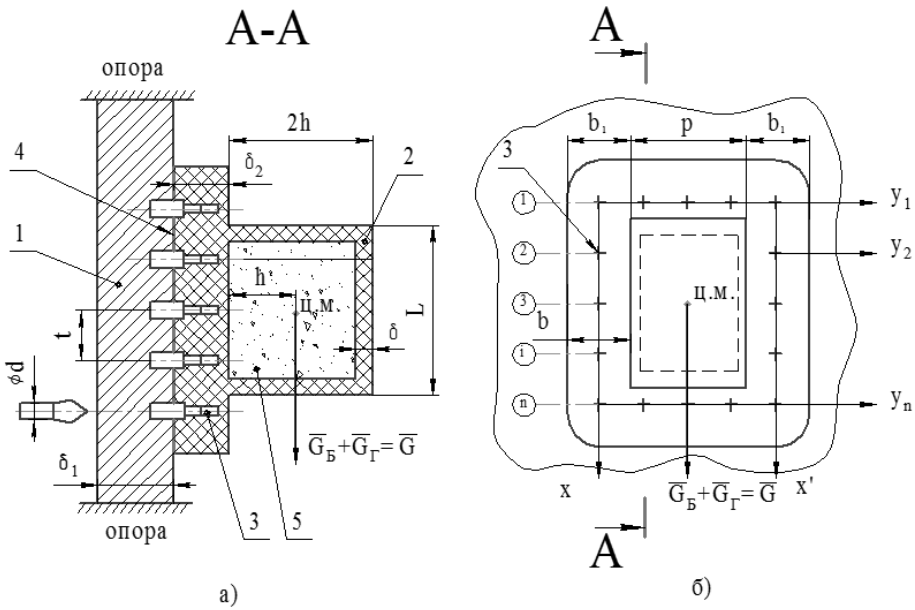 А-А
опора
2h
4
δ₂
2
1
h
ц.м.
t
L
δ
ϕd
δ₁
G̅Б+G̅Г=G̅
опора
3
5
а)
А
b₁
p
b₁
3
1
y₁
2
y₂
3
ц.м.
b
i
n
yₙ
x
G̅Б+G̅Г=G̅
x'
А
б)